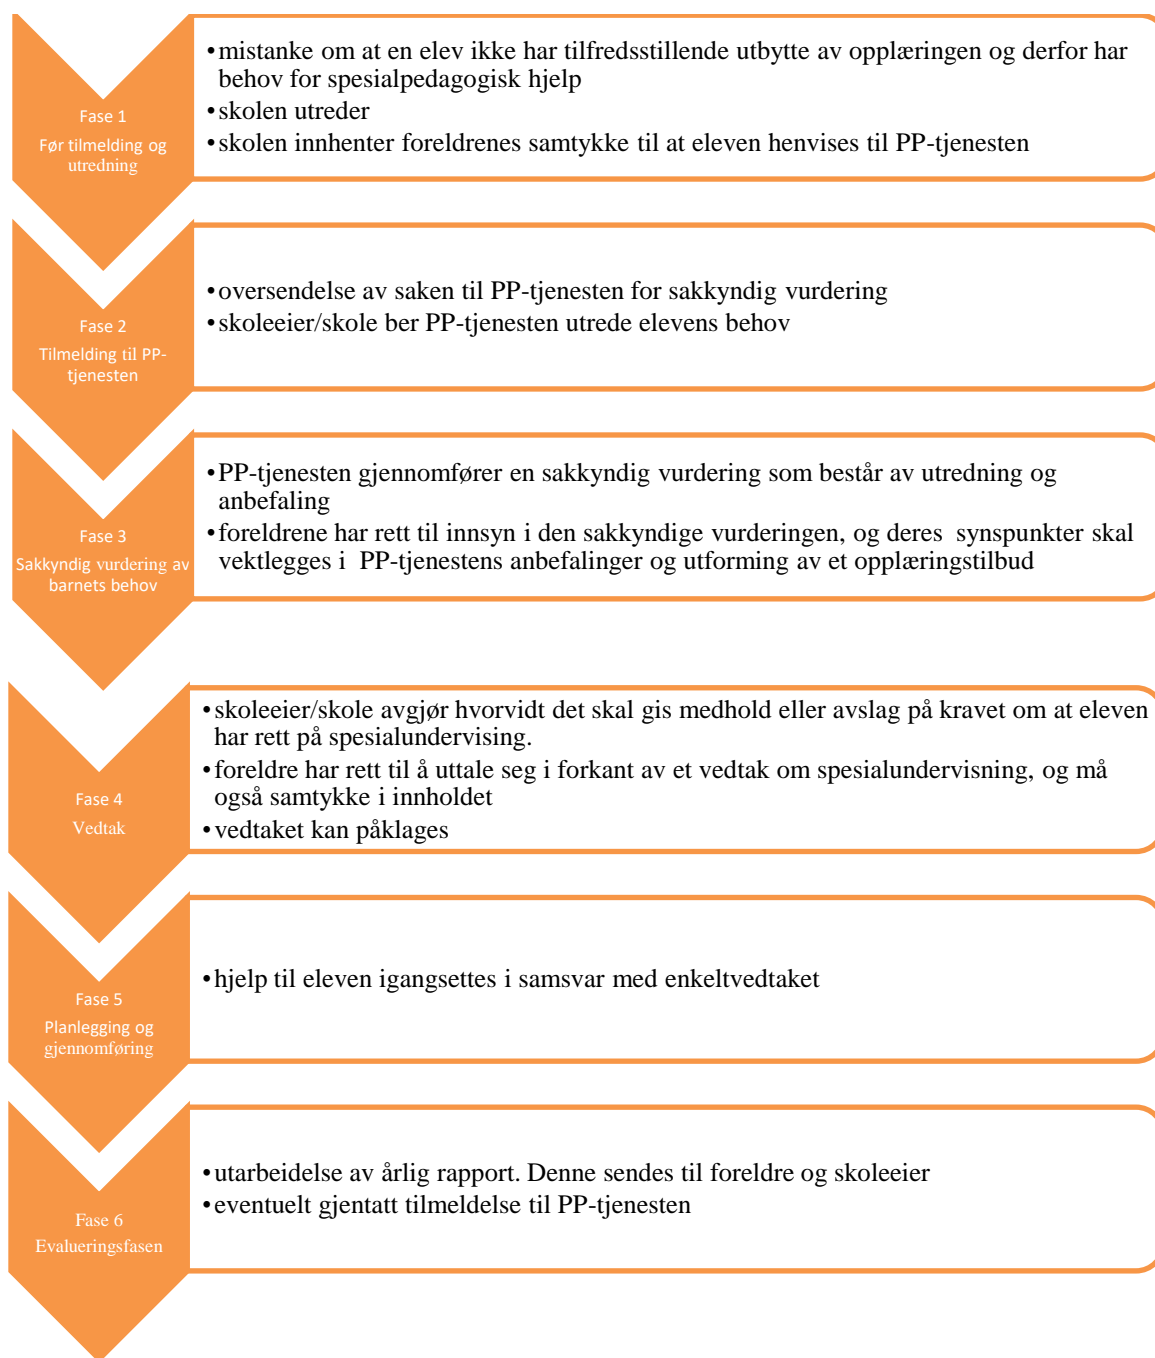 Fase 1
Før tilmelding og
utredning
•mistanke om at en elev ikke har tilfredsstillende utbytte av opplæringen og derfor har
behov for spesialpedagogisk hjelp
•skolen utreder
•skolen innhenter foreldrenes samtykke til at eleven henvises til PP-tjenesten
Fase 2
Tilmelding til PP-
tjenesten
•oversendelse av saken til PP-tjenesten for sakkyndig vurdering
•skoleeier/skole ber PP-tjenesten utrede elevens behov
Fase 3
Sakkyndig vurdering av
barnets behov
•PP-tjenesten gjennomfører en sakkyndig vurdering som består av utredning og
anbefaling
•foreldrene har rett til innsyn i den sakkyndige vurderingen, og deres synspunkter skal
vektlegges i PP-tjenestens anbefalinger og utforming av et opplæringstilbud
Fase 4
Vedtak
•skoleeier/skole avgjør hvorvidt det skal gis medhold eller avslag på kravet om at eleven
har rett på spesialundervising.
•foreldre har rett til å uttale seg i forkant av et vedtak om spesialundervisning, og må
også samtykke i innholdet
•vedtaket kan påklages
Fase 5
Planlegging og
gjennomføring
•hjelp til eleven igangsettes i samsvar med enkeltvedtaket
Fase 6
Evalueringsfasen
•utarbeidelse av årlig rapport. Denne sendes til foreldre og skoleeier
•eventuelt gjentatt tilmeldelse til PP-tjenesten